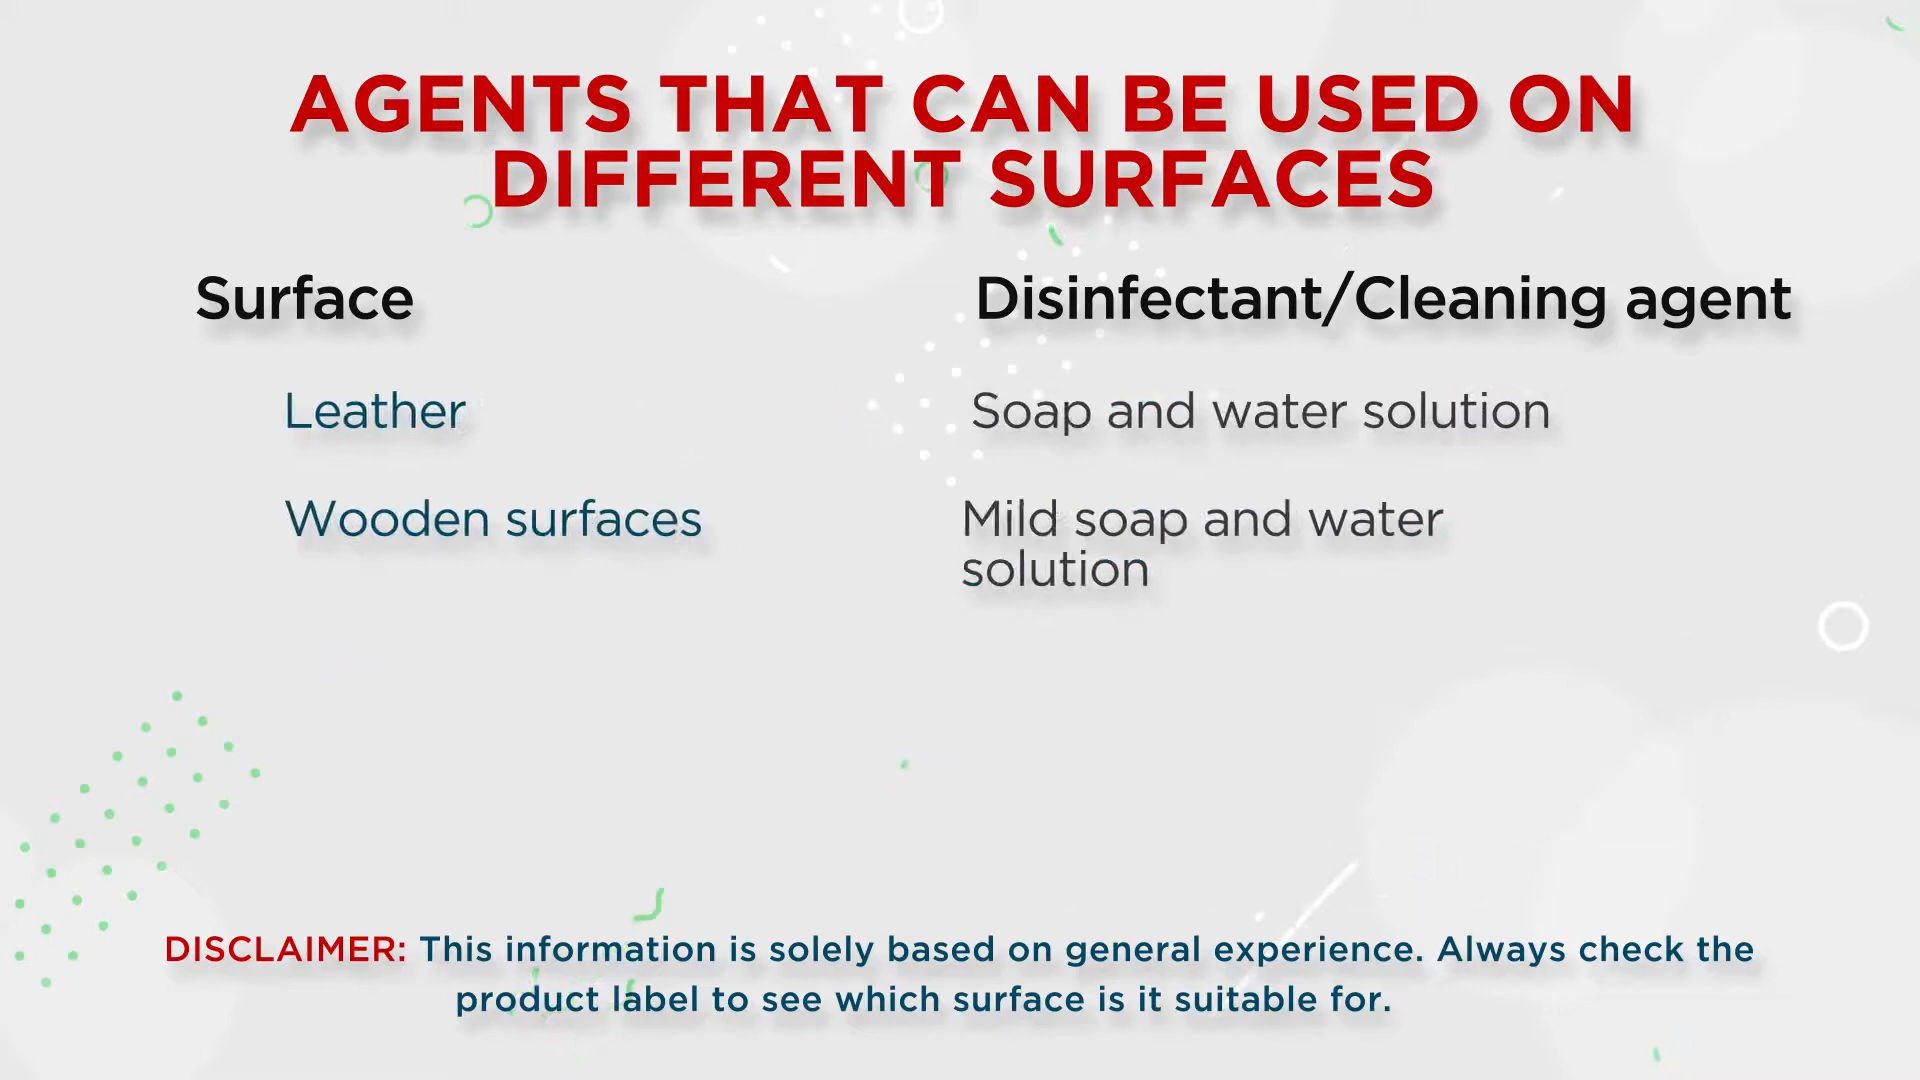 AGENTS THAT CAN BE USED ON
DIFFERENT SURFACES
Surface
Disinfectant/Cleaning agent
Leather
Soap and water solution
Wooden surfaces
Mild soap and water
solution
DISCLAIMER: This information is solely based on general experience. Always check the
product label to see which surface is it suitable for.